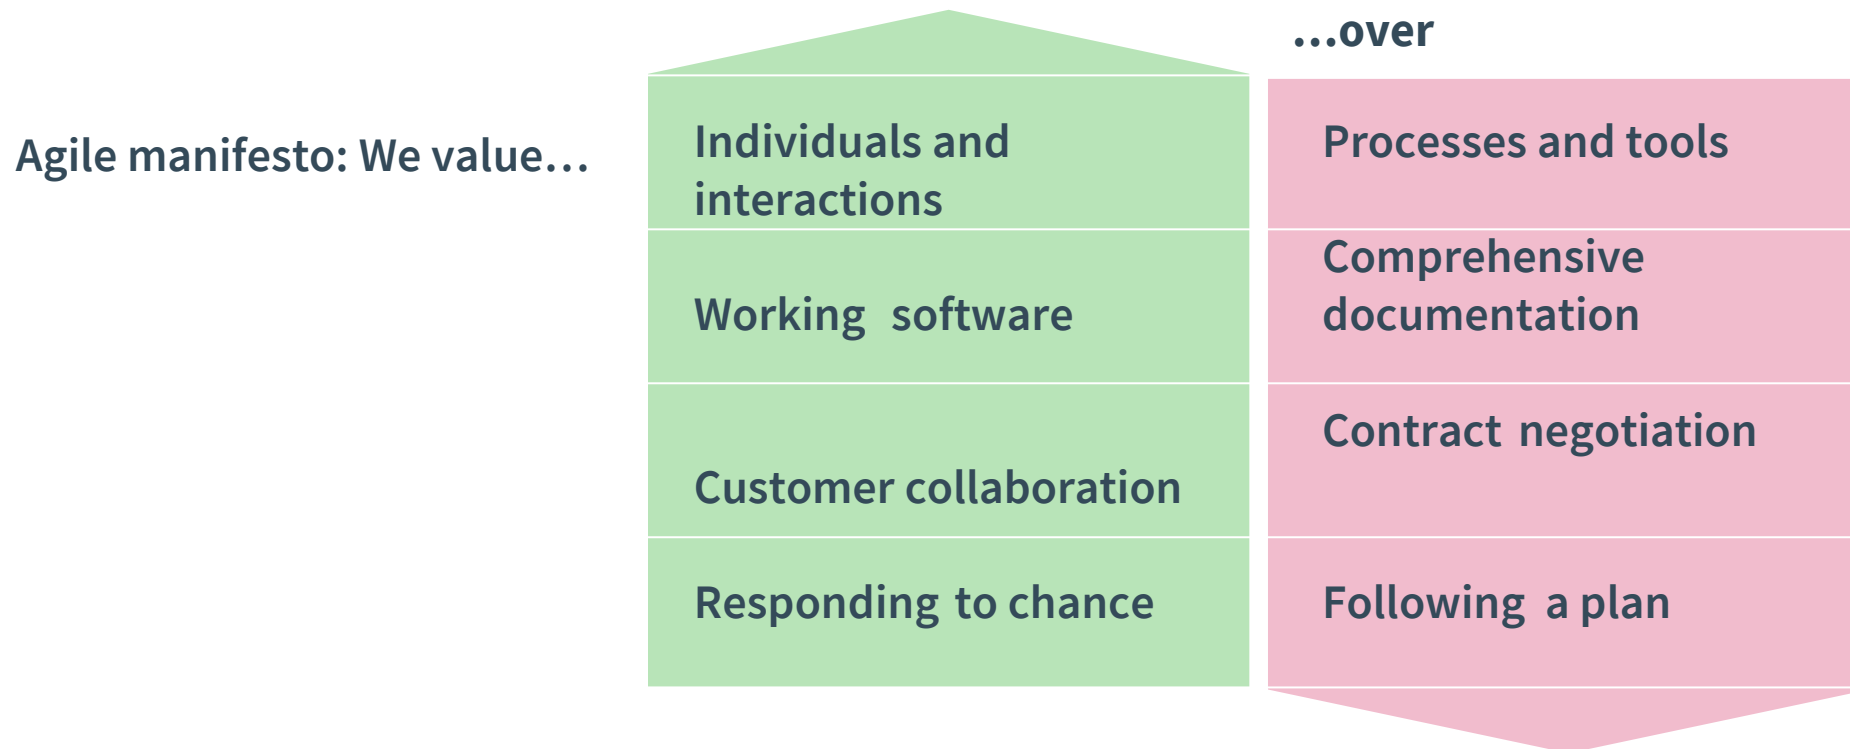 …over
Agile manifesto: We value…
Individuals and
interactions
Processes and tools
Working software
Comprehensive
documentation
Customer collaboration
Contract negotiation
Responding to chance
Following a plan